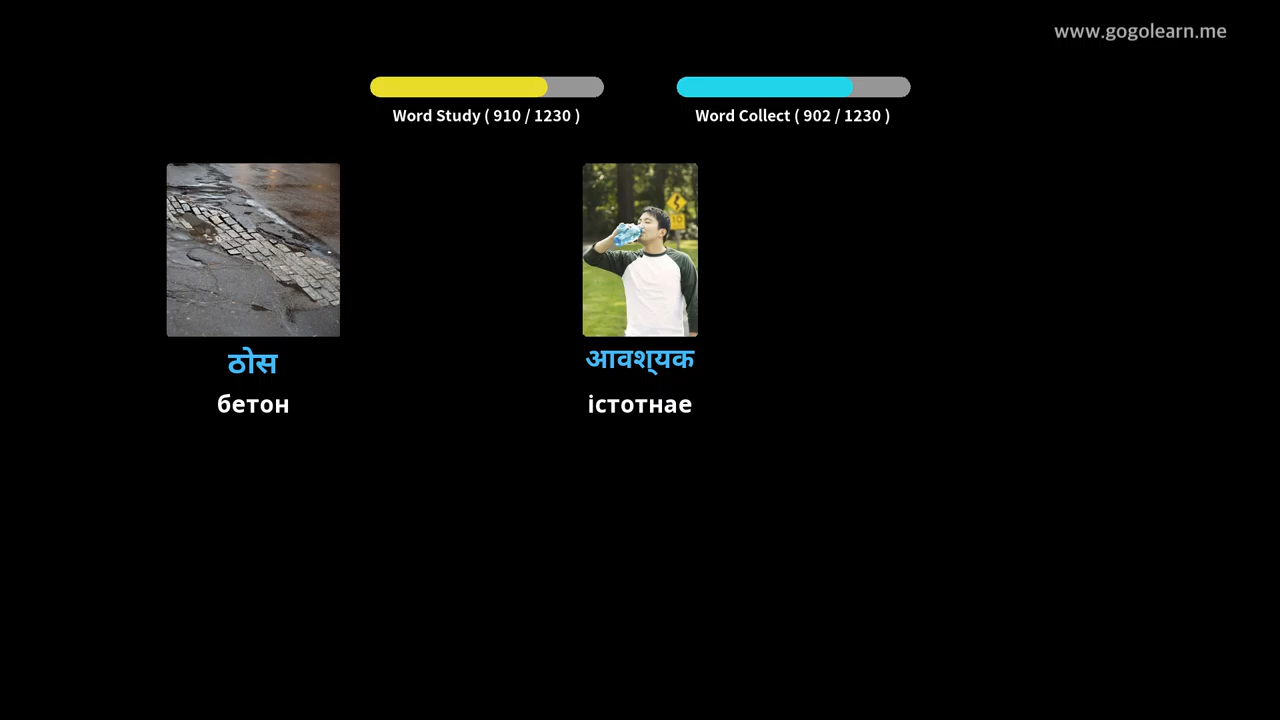 www.gogolearn.me
Word Study ( 910 / 1230 )
Word Collect ( 902 / 1230 )
ठोस
आवश्यक
бетон
істотнае